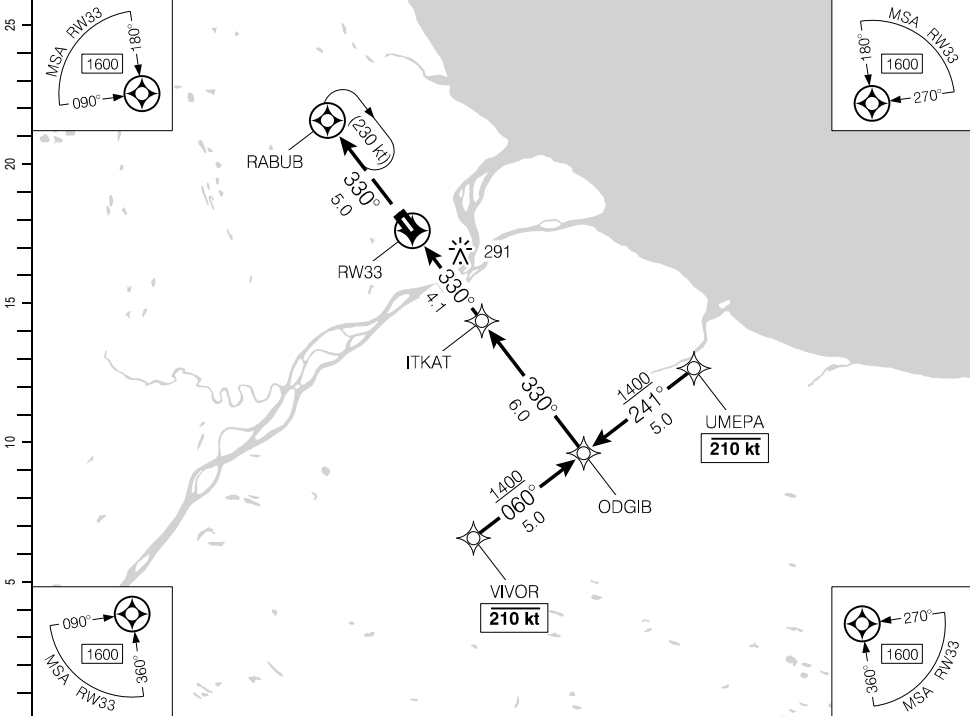 25
20
15
10
5
MSA RW33
180°
1600
090°
MSA RW33
180°
1600
270°
RABUB
(230 kt)
330°
5.0
RW33
291
330°
4.1
ITKAT
330°
6.0
1400
241°
5.0
UMEPA
210 kt
1400
060°
5.0
ODGIB
VIVOR
210 kt
090°
1600
360°
MSA RW33
270°
1600
360°
MSA RW33